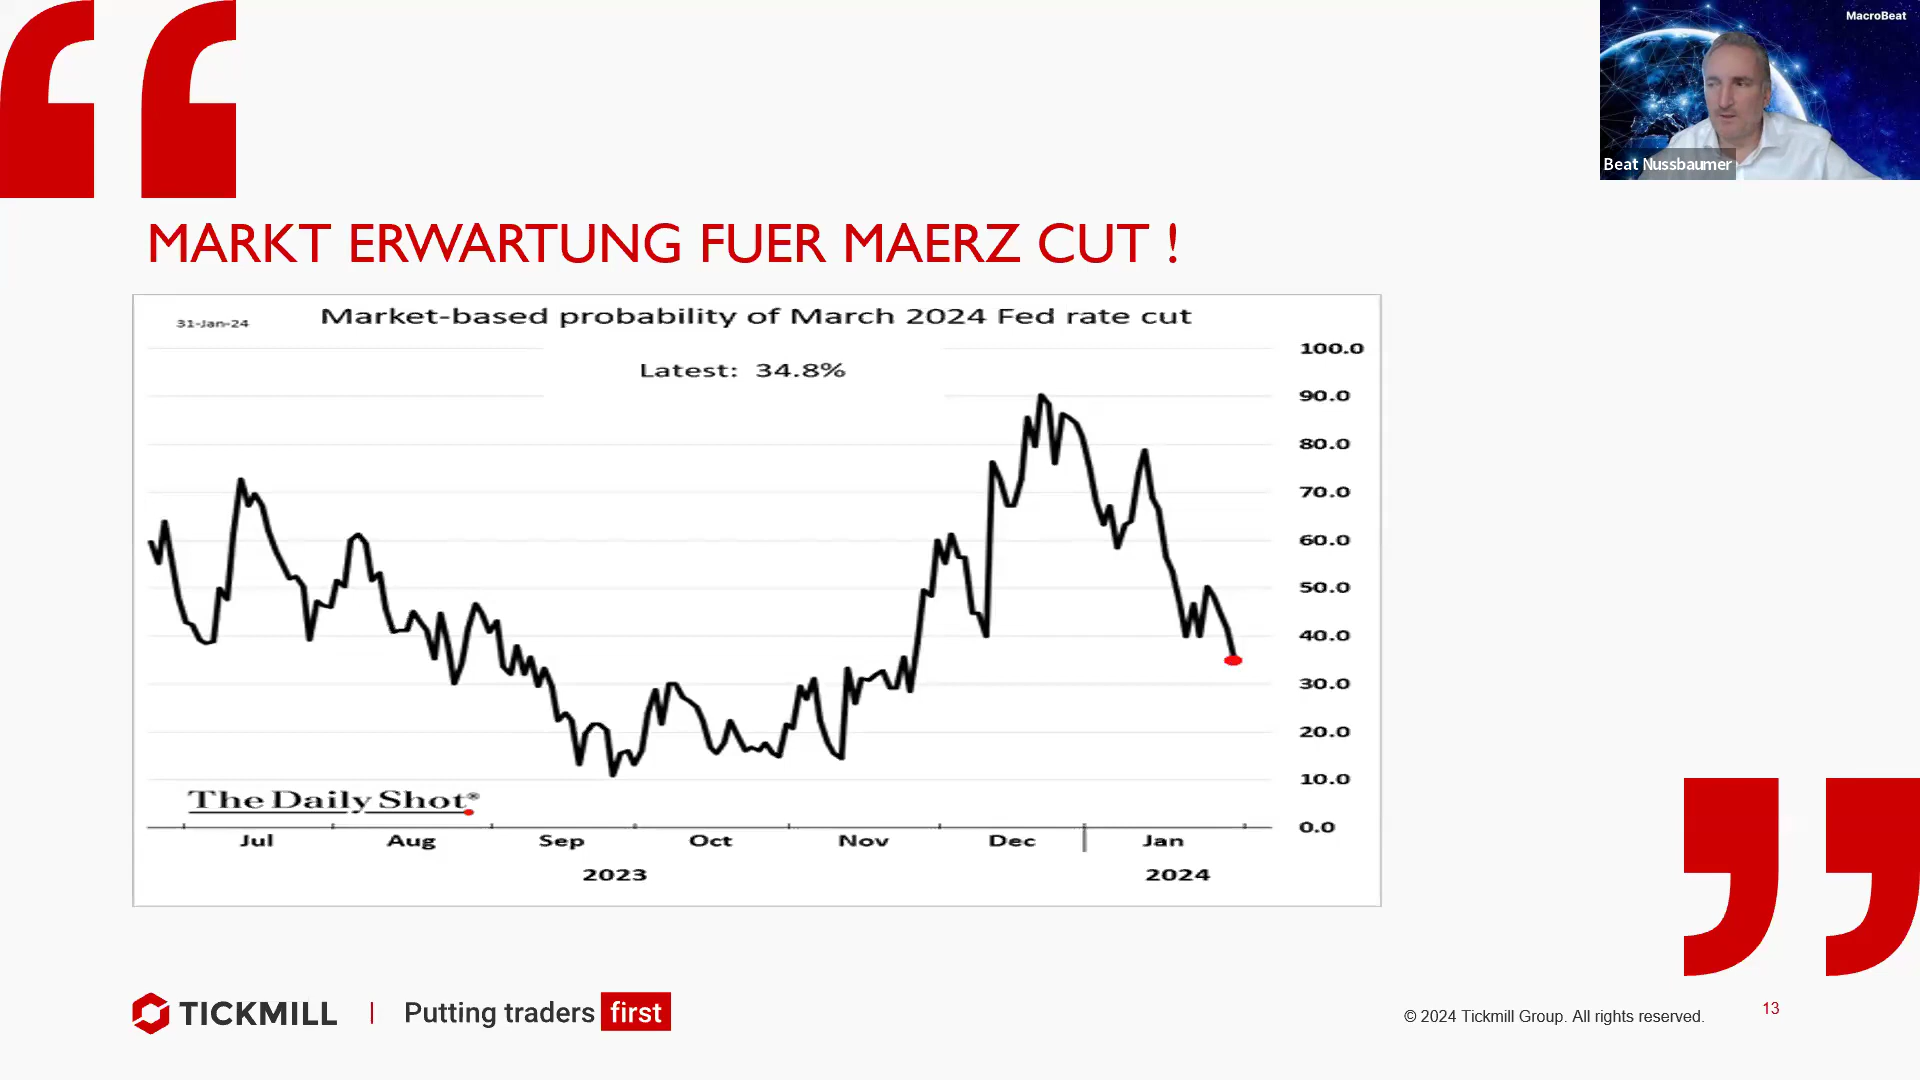 MacroBeat
Beat Nussbaumer
MARKT ERWARTUNG FUER MAERZ CUT !
31-Jan-24
Market-based probability of March 2024 Fed rate cut
Latest: 34.8%
100.0
90.0
80.0
70.0
60.0
50.0
40.0
30.0
20.0
10.0
0.0
The Daily Shot®
Jul Aug Sep Oct Nov Dec Jan
2023 2024
TICKMILL | Putting traders first
© 2024 Tickmill Group. All rights reserved.
13